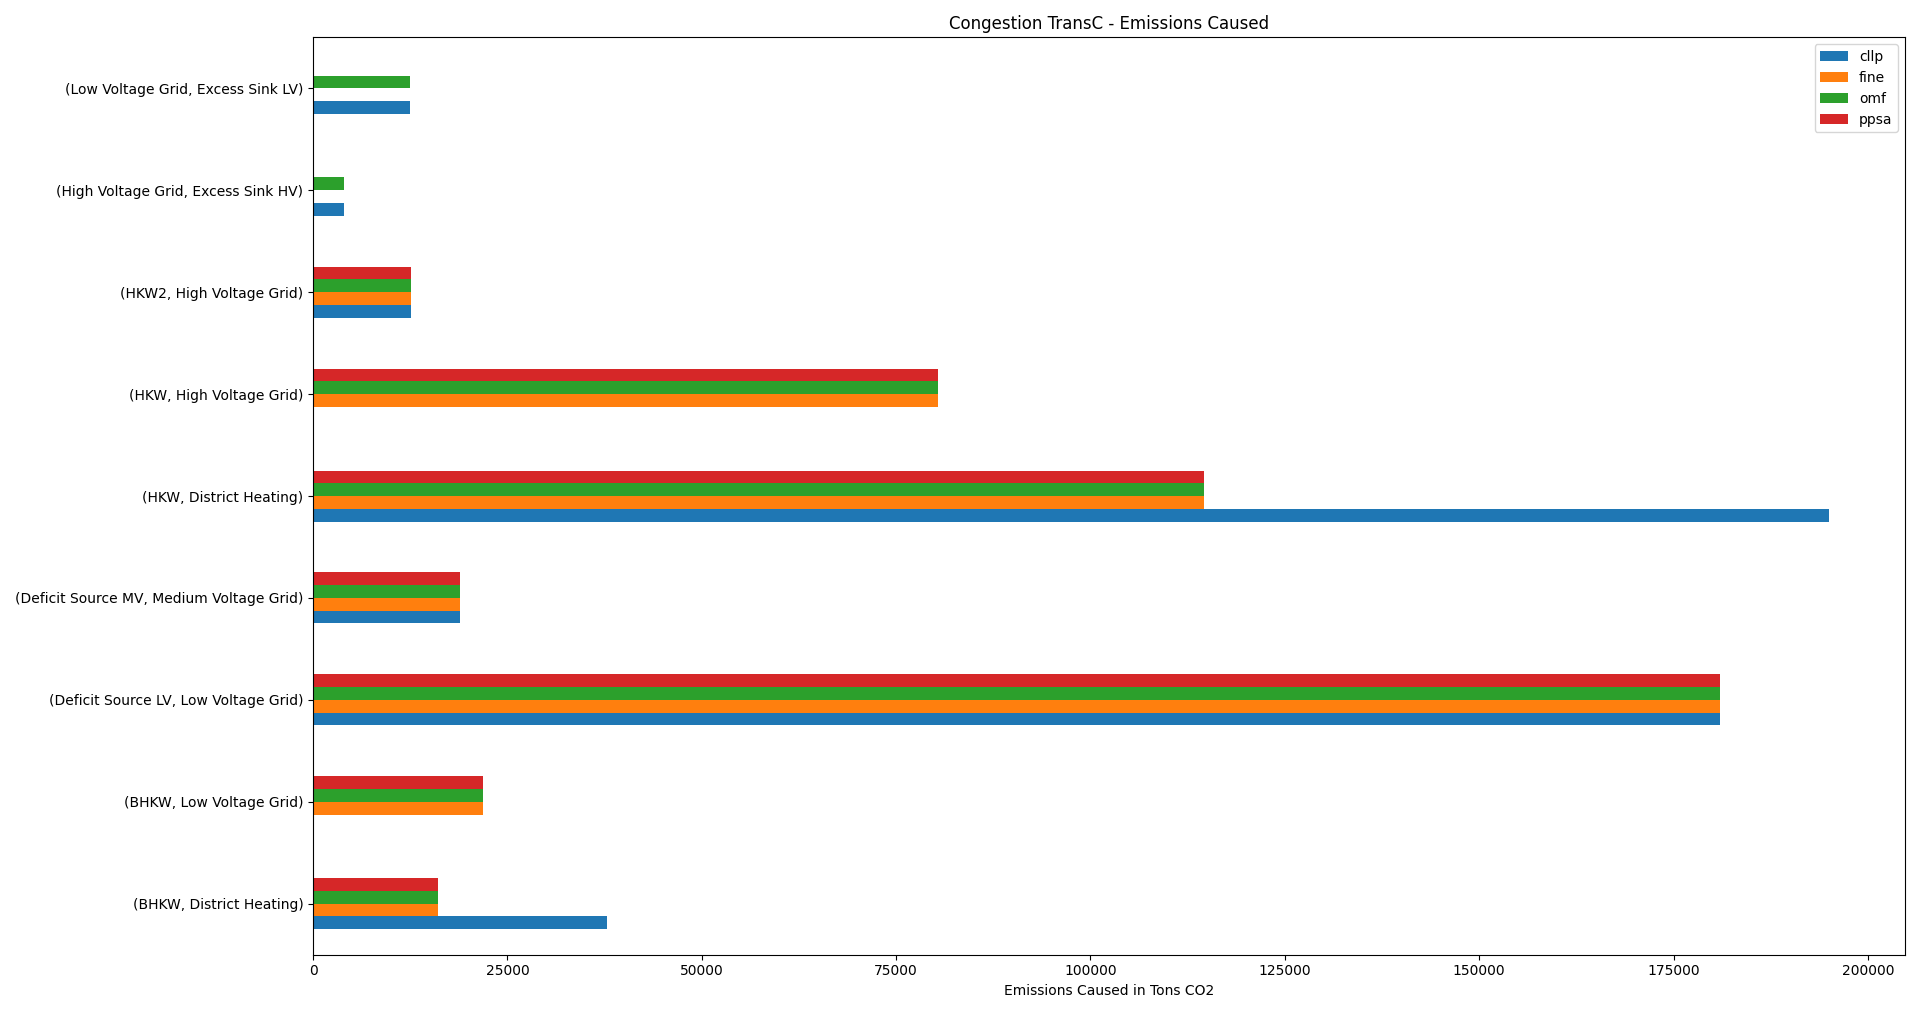 Congestion TransC - Emissions Caused
cllp
fine
omf
ppsa
(Low Voltage Grid, Excess Sink LV)
(High Voltage Grid, Excess Sink HV)
(HKW2, High Voltage Grid)
(HKW, High Voltage Grid)
(HKW, District Heating)
(Deficit Source MV, Medium Voltage Grid)
(Deficit Source LV, Low Voltage Grid)
(BHKW, Low Voltage Grid)
(BHKW, District Heating)
0 25000 50000 75000 100000 125000 150000 175000 200000
Emissions Caused in Tons CO2